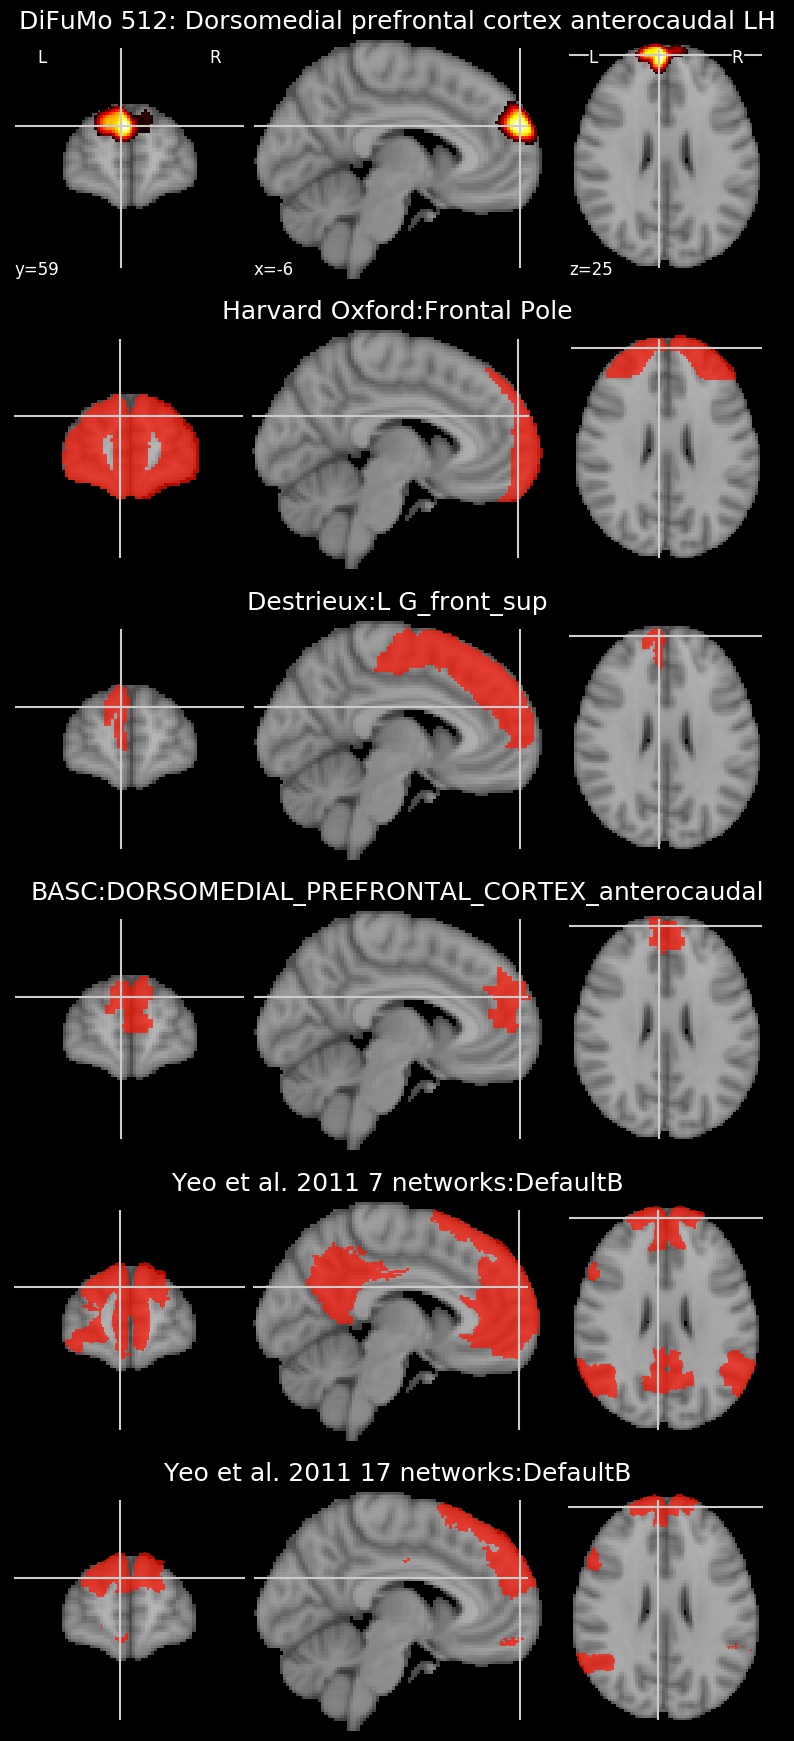 DiFuMo 512: Dorsomedial prefrontal cortex anterocaudal LH
L R L R
y=59 x=-6 z=25
Harvard Oxford:Frontal Pole
Destrieux:L G_front_sup
BASC:DORSOMEDIAL_PREFRONTAL_CORTEX_anterocaudal
Yeo et al. 2011 7 networks:DefaultB
Yeo et al. 2011 17 networks:DefaultB